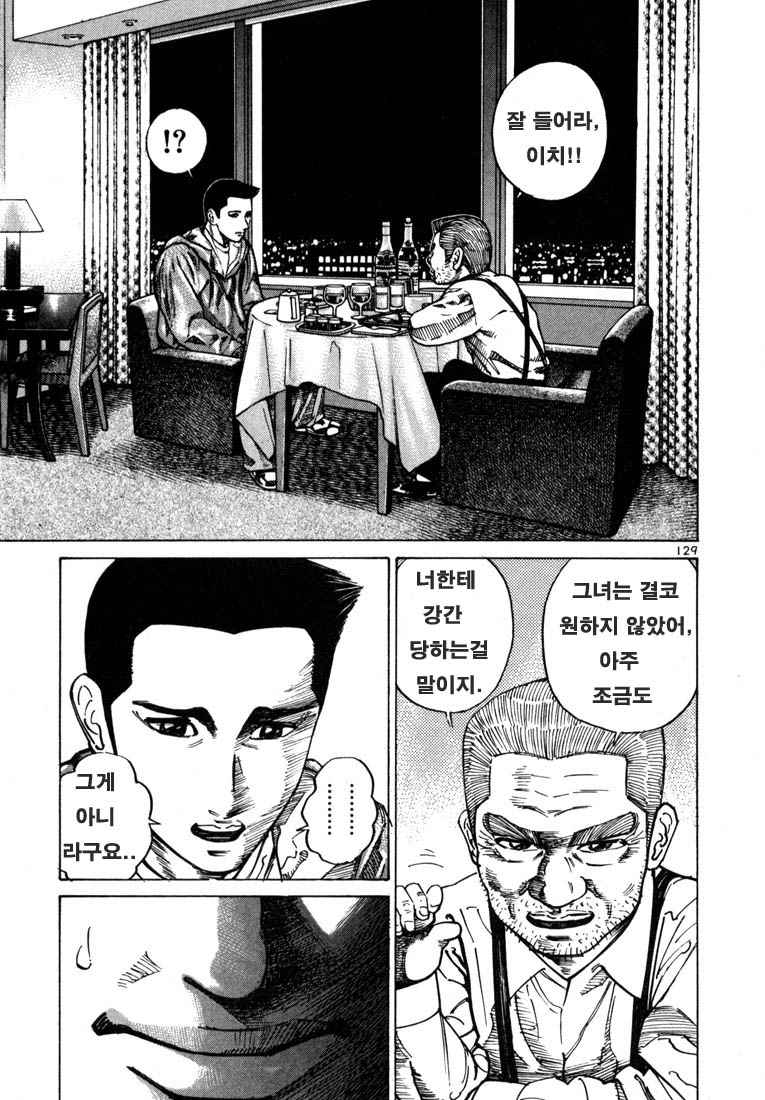 잘 들어라,
이치!!
!?
129
그녀는 결코
원하지 않았어,
아주
조금도
너한테
강간
당하는걸
말이지.
⋯⋯⋯
그게
아니
라구요..